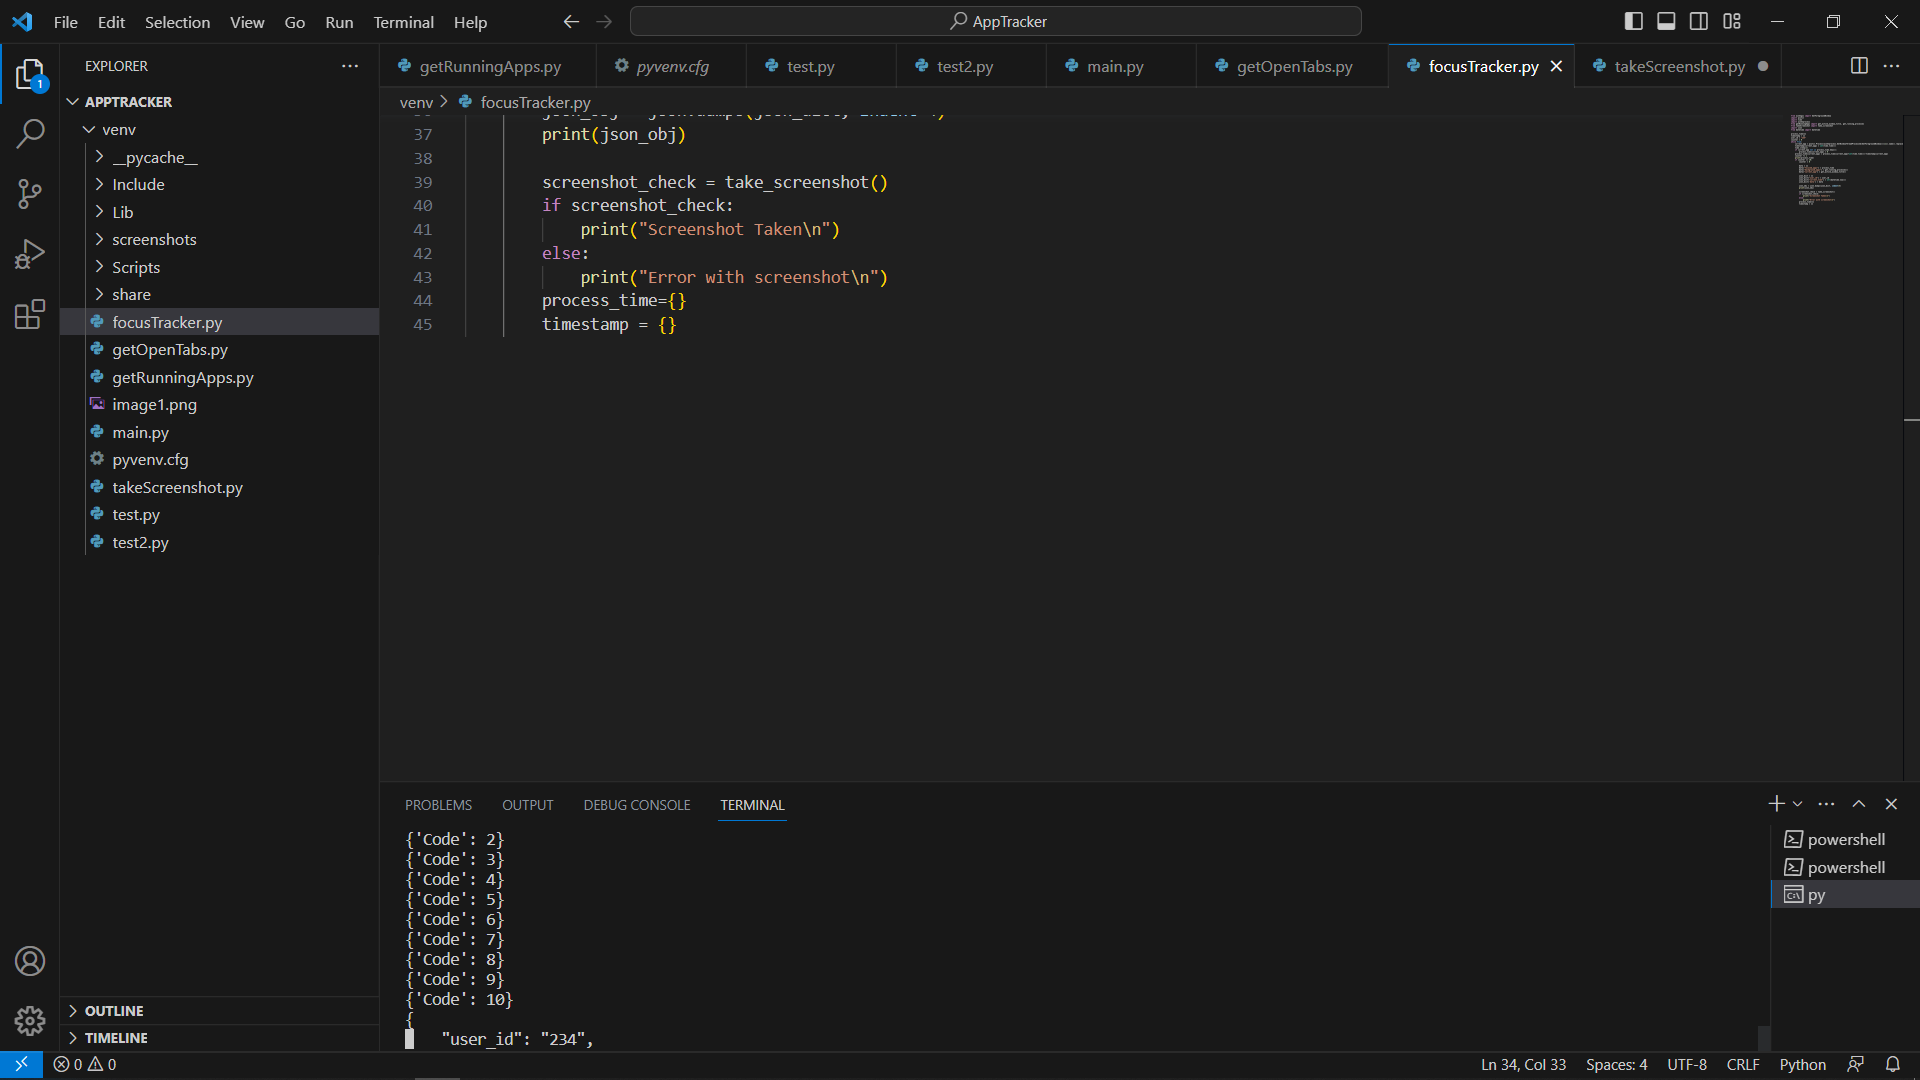 File Edit Selection View Go Run Terminal Help AppTracker
EXPLORER
getRunningApps.py pyvenv.cfg test.py test2.py main.py getOpenTabs.py focusTracker.py takeScreenshot.py
1
APPTRACKER
venv > focusTracker.py
venv
__pycache__
Include
Lib
screenshots
Scripts
share
focusTracker.py
getOpenTabs.py
getRunningApps.py
image1.png
main.py
pyvenv.cfg
takeScreenshot.py
test.py
test2.py
37 print(json_obj)
38
39 screenshot_check = take_screenshot()
40 if screenshot_check:
41 print("Screenshot Taken\n")
42 else:
43 print("Error with screenshot\n")
44 process_time={}
45 timestamp = {}
PROBLEMS OUTPUT DEBUG CONSOLE TERMINAL
{'Code': 2}
{'Code': 3}
{'Code': 4}
{'Code': 5}
{'Code': 6}
{'Code': 7}
{'Code': 8}
{'Code': 9}
{'Code': 10}
{
"user_id": "234",
powershell
powershell
py
OUTLINE
TIMELINE
0 0 Ln 34, Col 33 Spaces: 4 UTF-8 CRLF Python